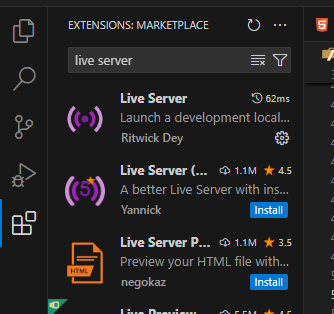 EXTENSIONS: MARKETPLACE
live server
Live Server 62ms
Launch a development local...
Ritwick Dey
Live Server (... 1.1M 4.5
A better Live Server with ins...
Yannick Install
Live Server P... 1.1M 3.5
HTML
Preview your HTML file with...
negokaz Install
Live Preview 5.5M 4.5